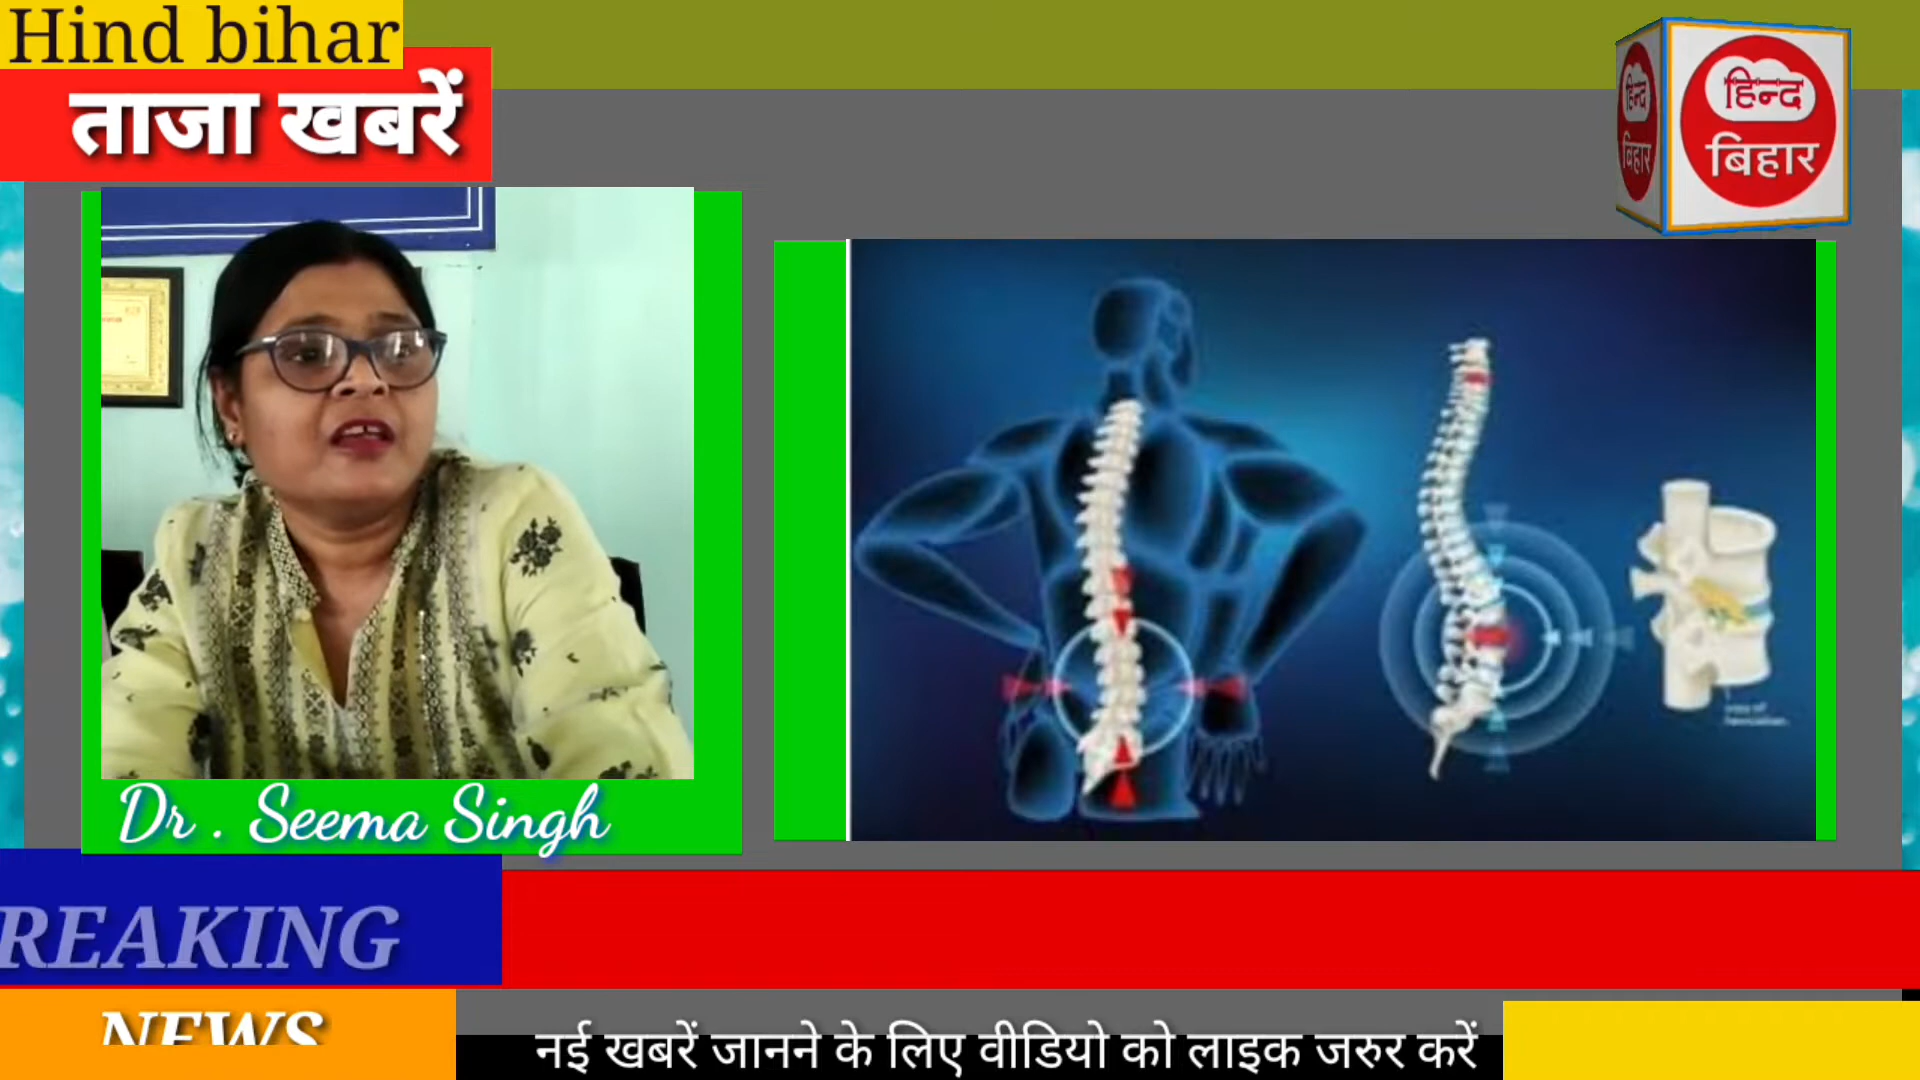 Hind bihar
ताजा खबरें
हिन्द
बिहार
हिन्द
बिहार
Dr . Seema Singh
REAKING
NEWS
नई खबरें जानने के लिए वीडियो को लाइक जरुर करें